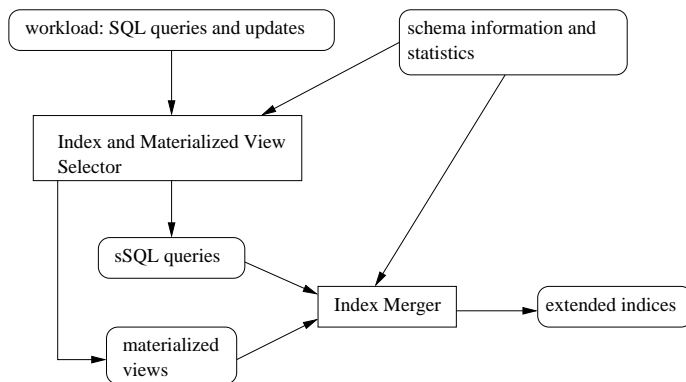 workload: SQL queries and updates
schema information and
statistics
Index and Materialized View
Selector
sSQL queries
Index Merger
extended indices
materialized
views